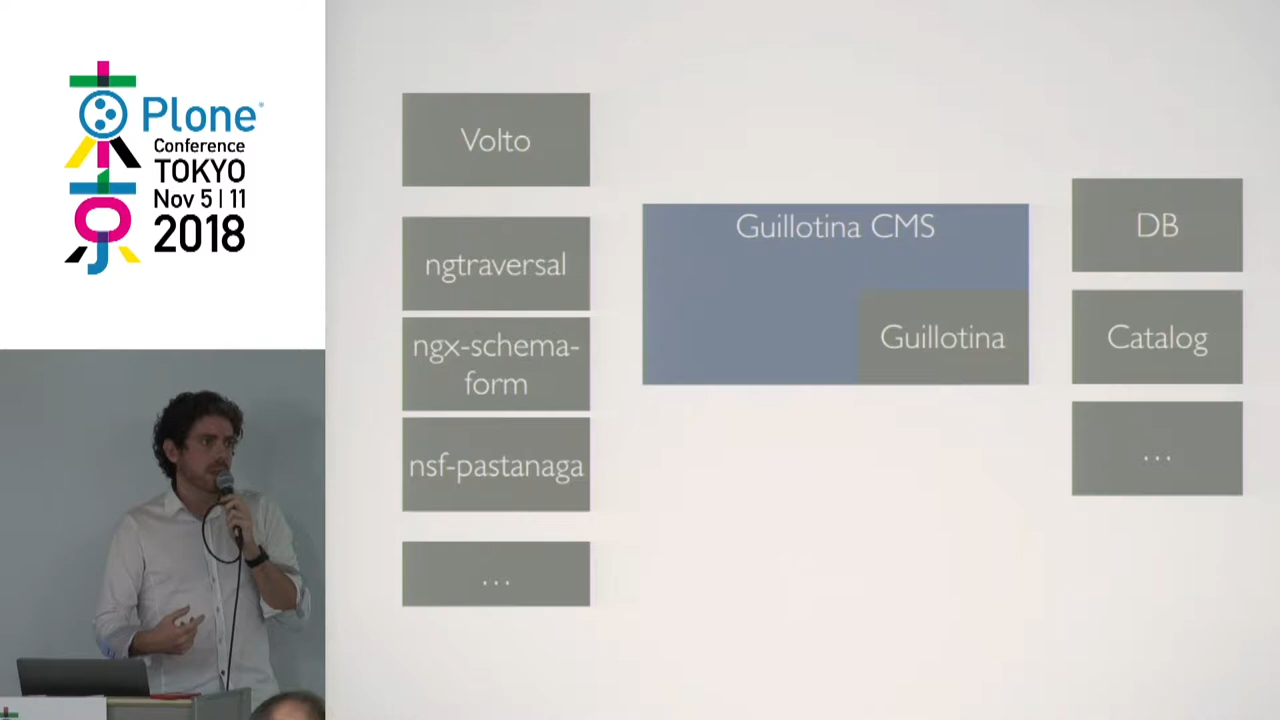 Plone®
Conference
TOKYO
Nov 5 | 11
2018
Volto
ngtraversal
ngx-schema-
form
nsf-pastanaga
...
Guillotina CMS
Guillotina
DB
Catalog
...